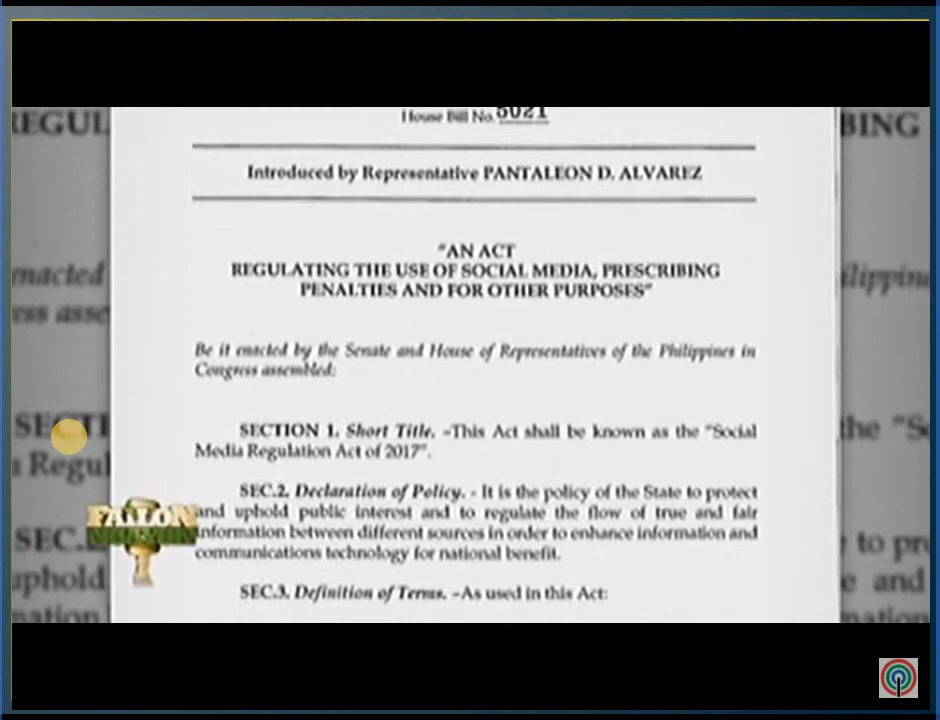 House Bill No. 5021
Introduced by Representative PANTALEON D. ALVAREZ
"AN ACT
REGULATING THE USE OF SOCIAL MEDIA, PRESCRIBING
PENALTIES AND FOR OTHER PURPOSES"
Be it enacted by the Senate and House of Representatives of the Philippines in
Congress assembled:
SECTION 1. Short Title. –This Act shall be known as the "Social
Media Regulation Act of 2017".
SEC.2. Declaration of Policy. - It is the policy of the State to protect
and uphold public interest and to regulate the flow of true and fair
information between different sources in order to enhance information and
communications technology for national benefit.
SEC.3. Definition of Terms. –As used in this Act: